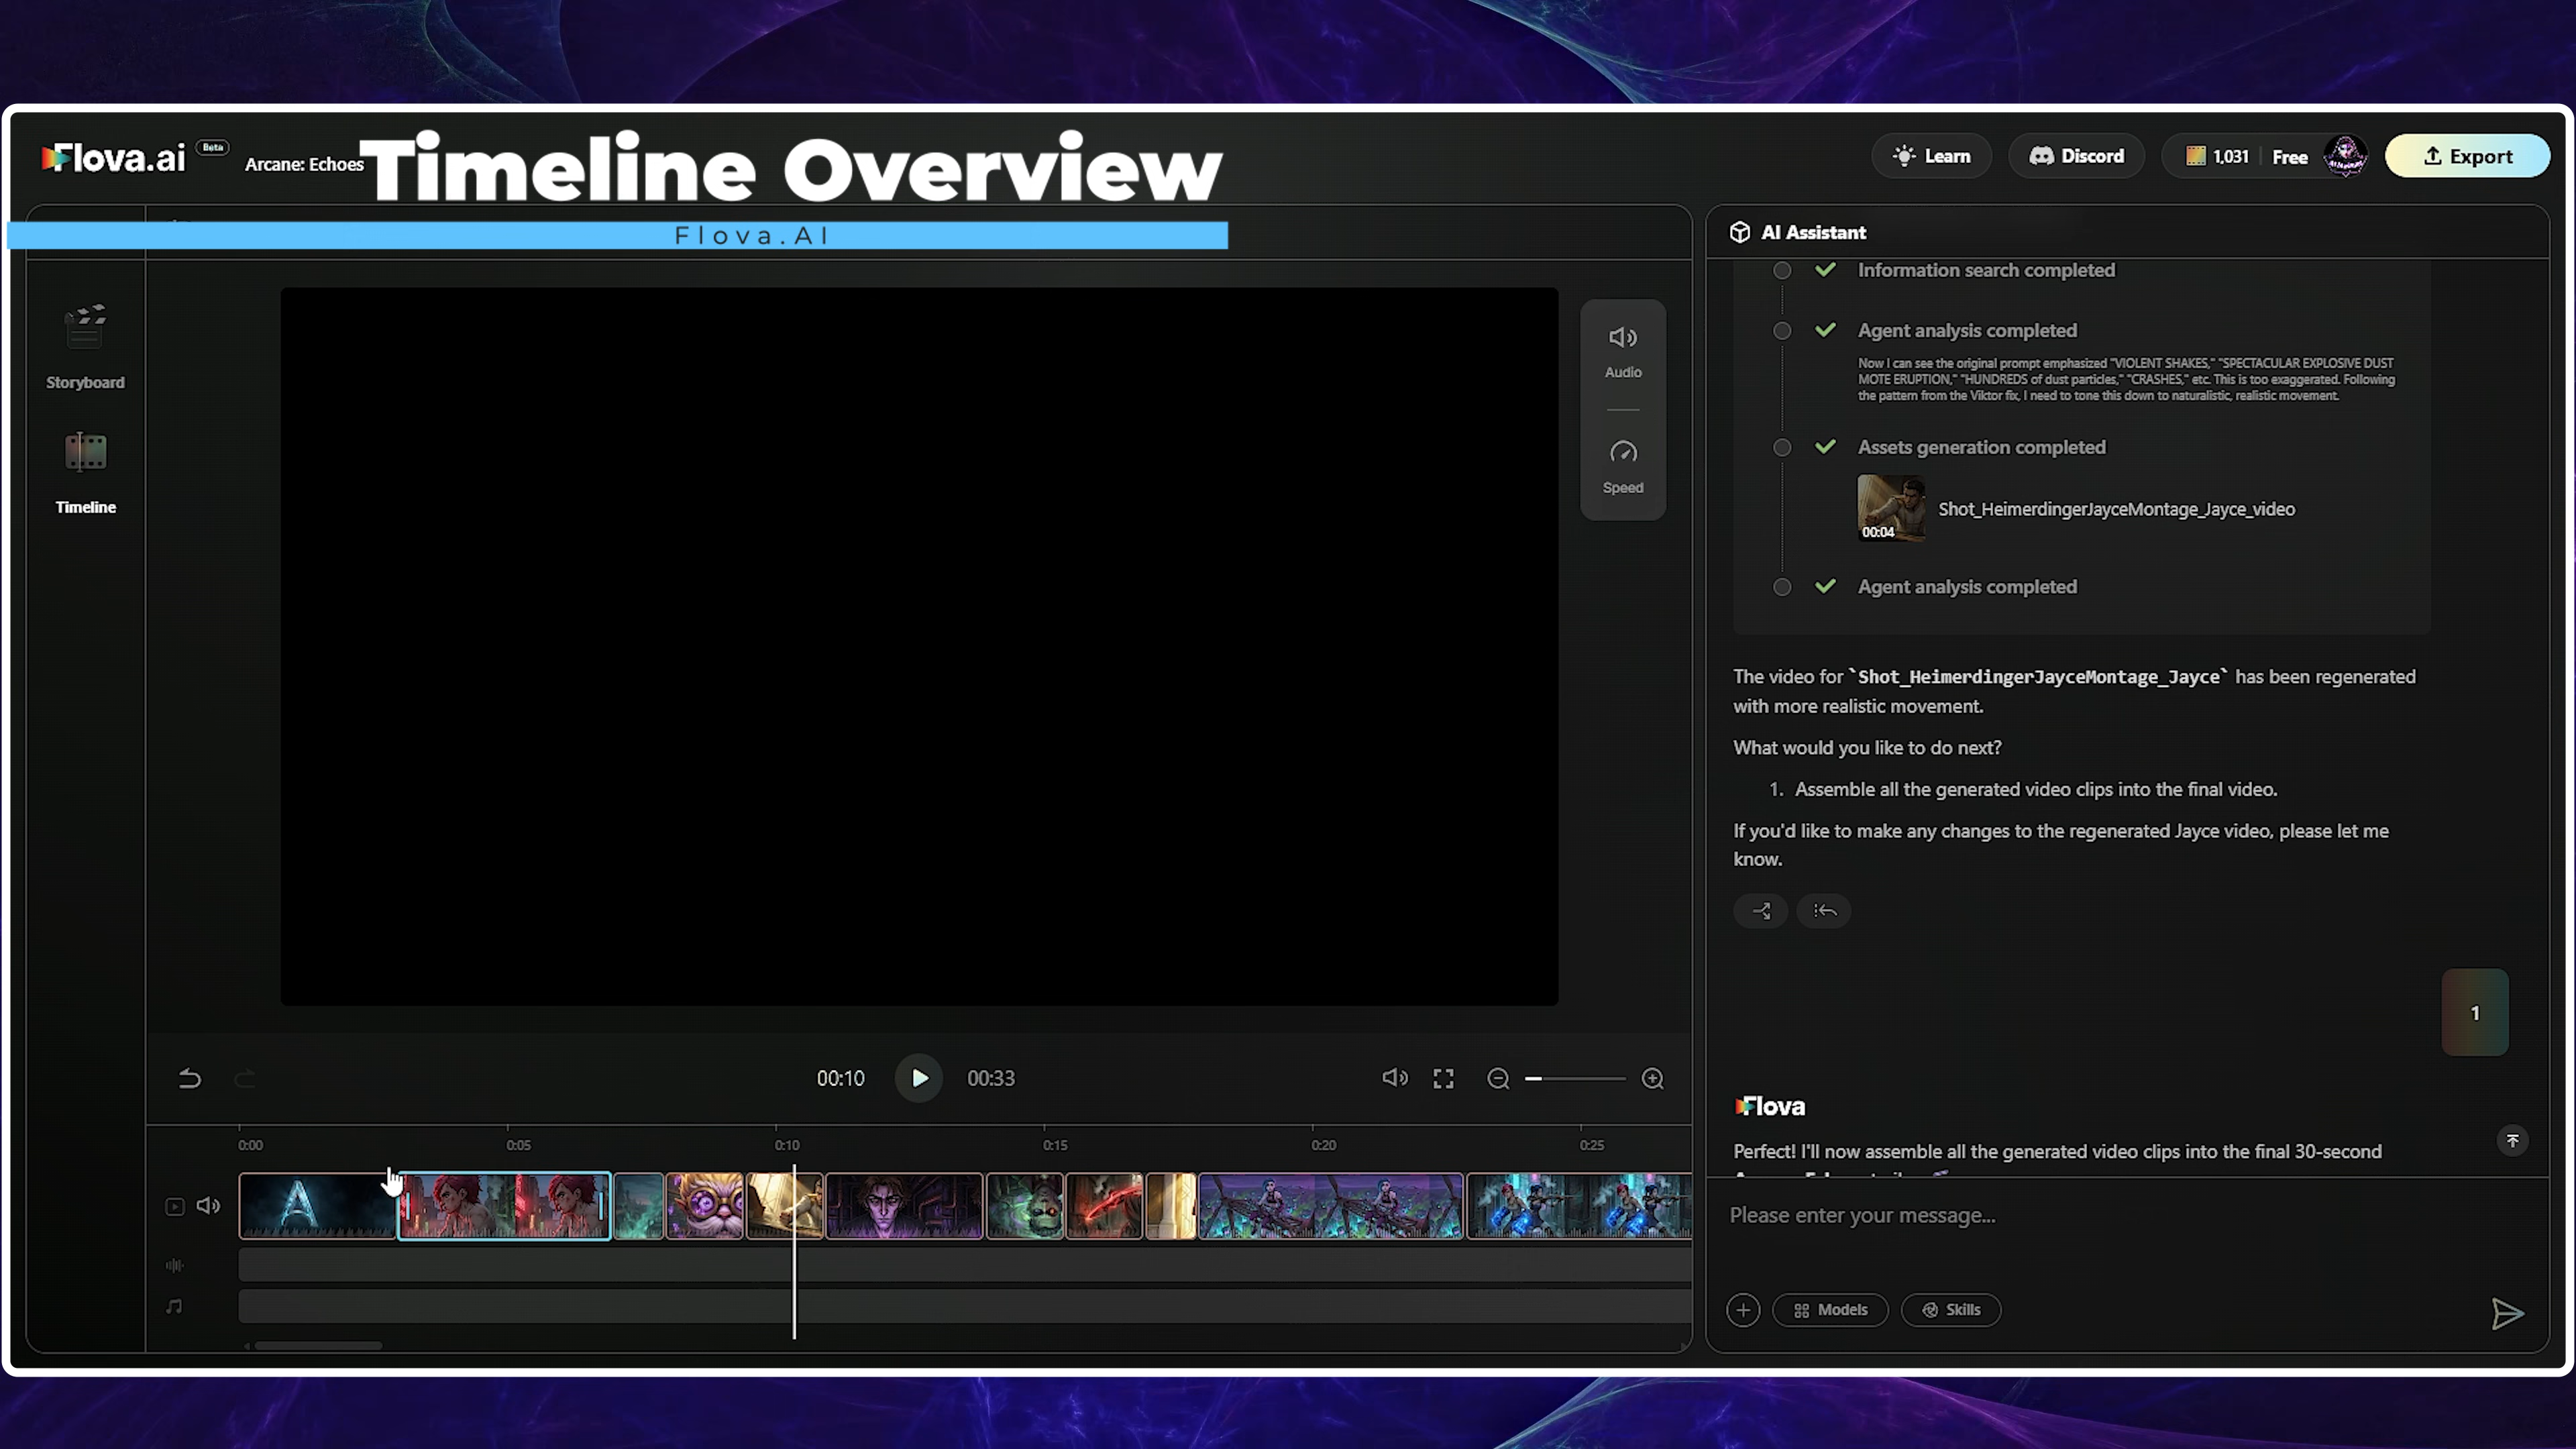 Flova.ai Beta
Arcane: Echoes
Timeline Overview
Flova.AI
Learn
Discord
1,031
Free
Export
Storyboard
Timeline
Audio
Speed
AI Assistant
Information search completed
Agent analysis completed
Now I can see the original prompt emphasized "VIOLENT SHAKES," "SPECTACULAR EXPLOSIVE DUST
MOTE ERUPTION," "HUNDREDS of dust particles," "CRASHES," etc. This is too exaggerated. Following
the pattern from the Viktor fix, I need to tone this down to naturalistic, realistic movement.
Assets generation completed
00:04
Shot_HeimerdingerJayceMontage_Jayce_video
Agent analysis completed
The video for `Shot_HeimerdingerJayceMontage_Jayce` has been regenerated
with more realistic movement.
What would you like to do next?
1. Assemble all the generated video clips into the final video.
If you'd like to make any changes to the regenerated Jayce video, please let me
know.
1
Flova
Perfect! I'll now assemble all the generated video clips into the final 30-second
Please enter your message...
Models
Skills
00:10
00:33
0:00
0:05
0:10
0:15
0:20
0:25